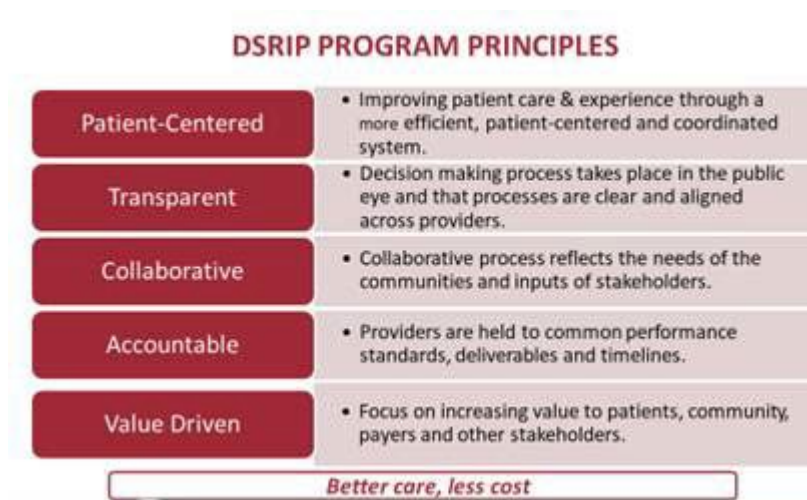 DSRIP PROGRAM PRINCIPLES
Patient-Centered
• Improving patient care & experience through a
more efficient, patient-centered and coordinated
system.
Transparent
• Decision making process takes place in the public
eye and that processes are clear and aligned
across providers.
Collaborative
• Collaborative process reflects the needs of the
communities and inputs of stakeholders.
Accountable
• Providers are held to common performance
standards, deliverables and timelines.
Value Driven
• Focus on increasing value to patients, community,
payers and other stakeholders.
Better care, less cost